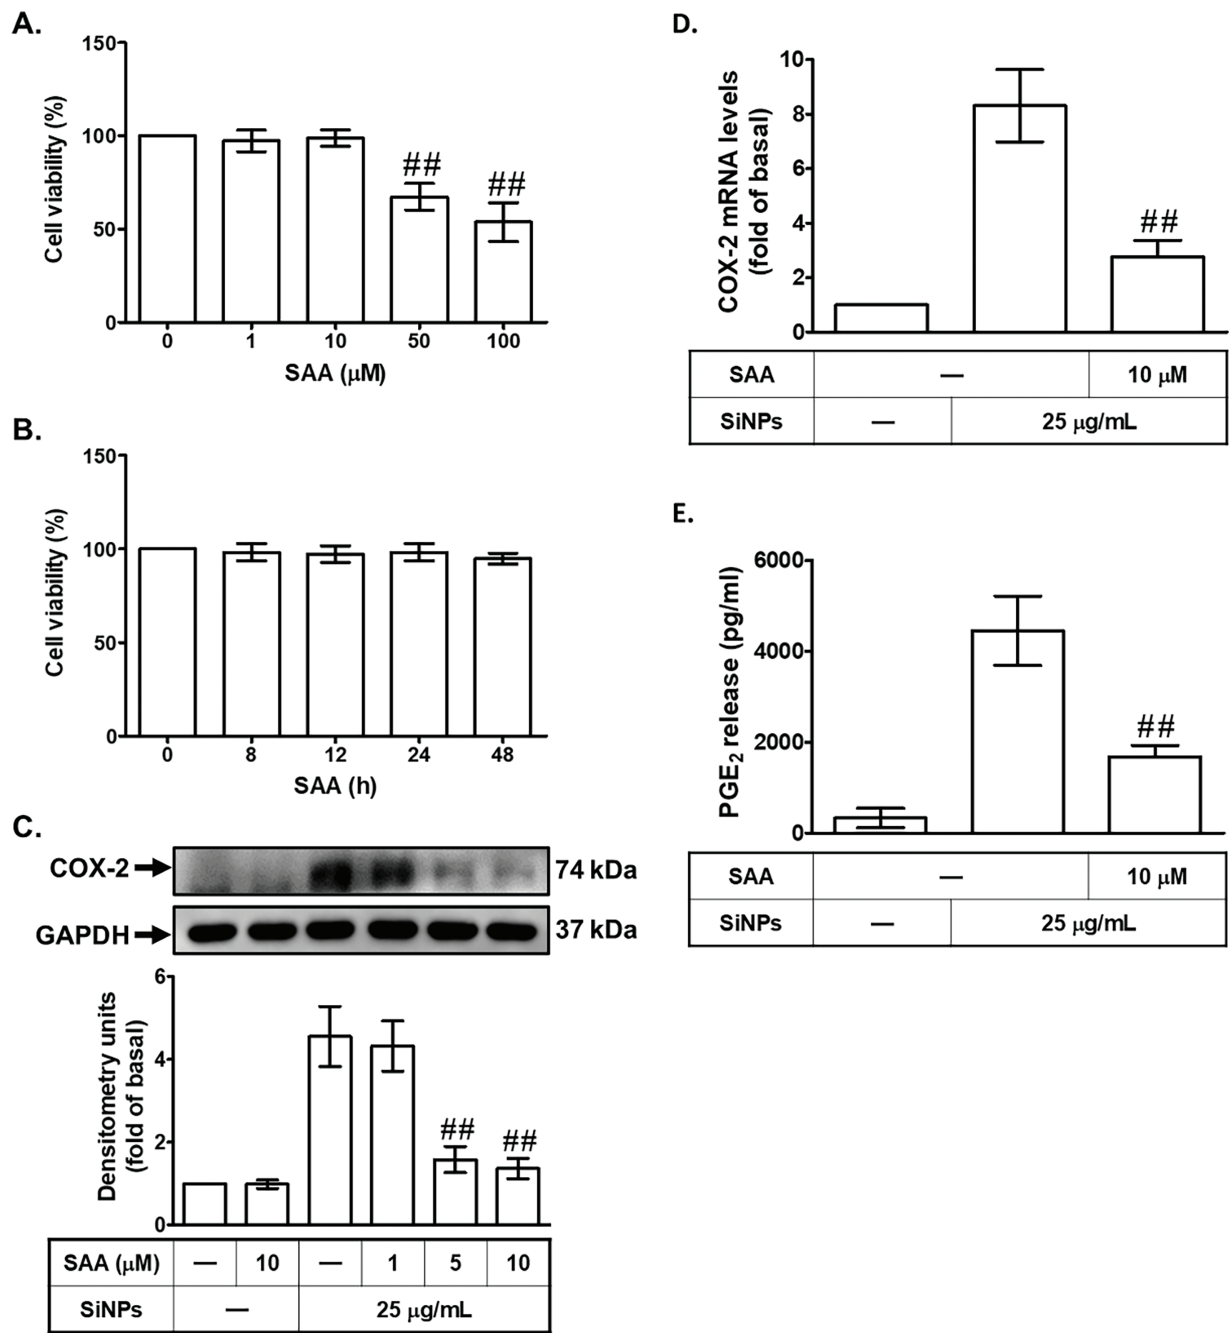 A.
Cell viability (%)
150
100
50
0
##
##
0 1 10 50 100
SAA (μM)
B.
Cell viability (%)
150
100
50
0
0 8 12 24 48
SAA (h)
C.
COX-2 74 kDa
GAPDH 37 kDa
Densitometry units
(fold of basal)
6
4
2
0
##
##
SAA (μM) — 10 — 1 5 10
SiNPs — 25 μg/mL
D.
COX-2 mRNA levels
(fold of basal)
10
8
6
4
2
0
##
SAA — 10 μM
SiNPs — 25 μg/mL
E.
PGE2 release (pg/ml)
6000
4000
2000
0
##
SAA — 10 μM
SiNPs — 25 μg/mL